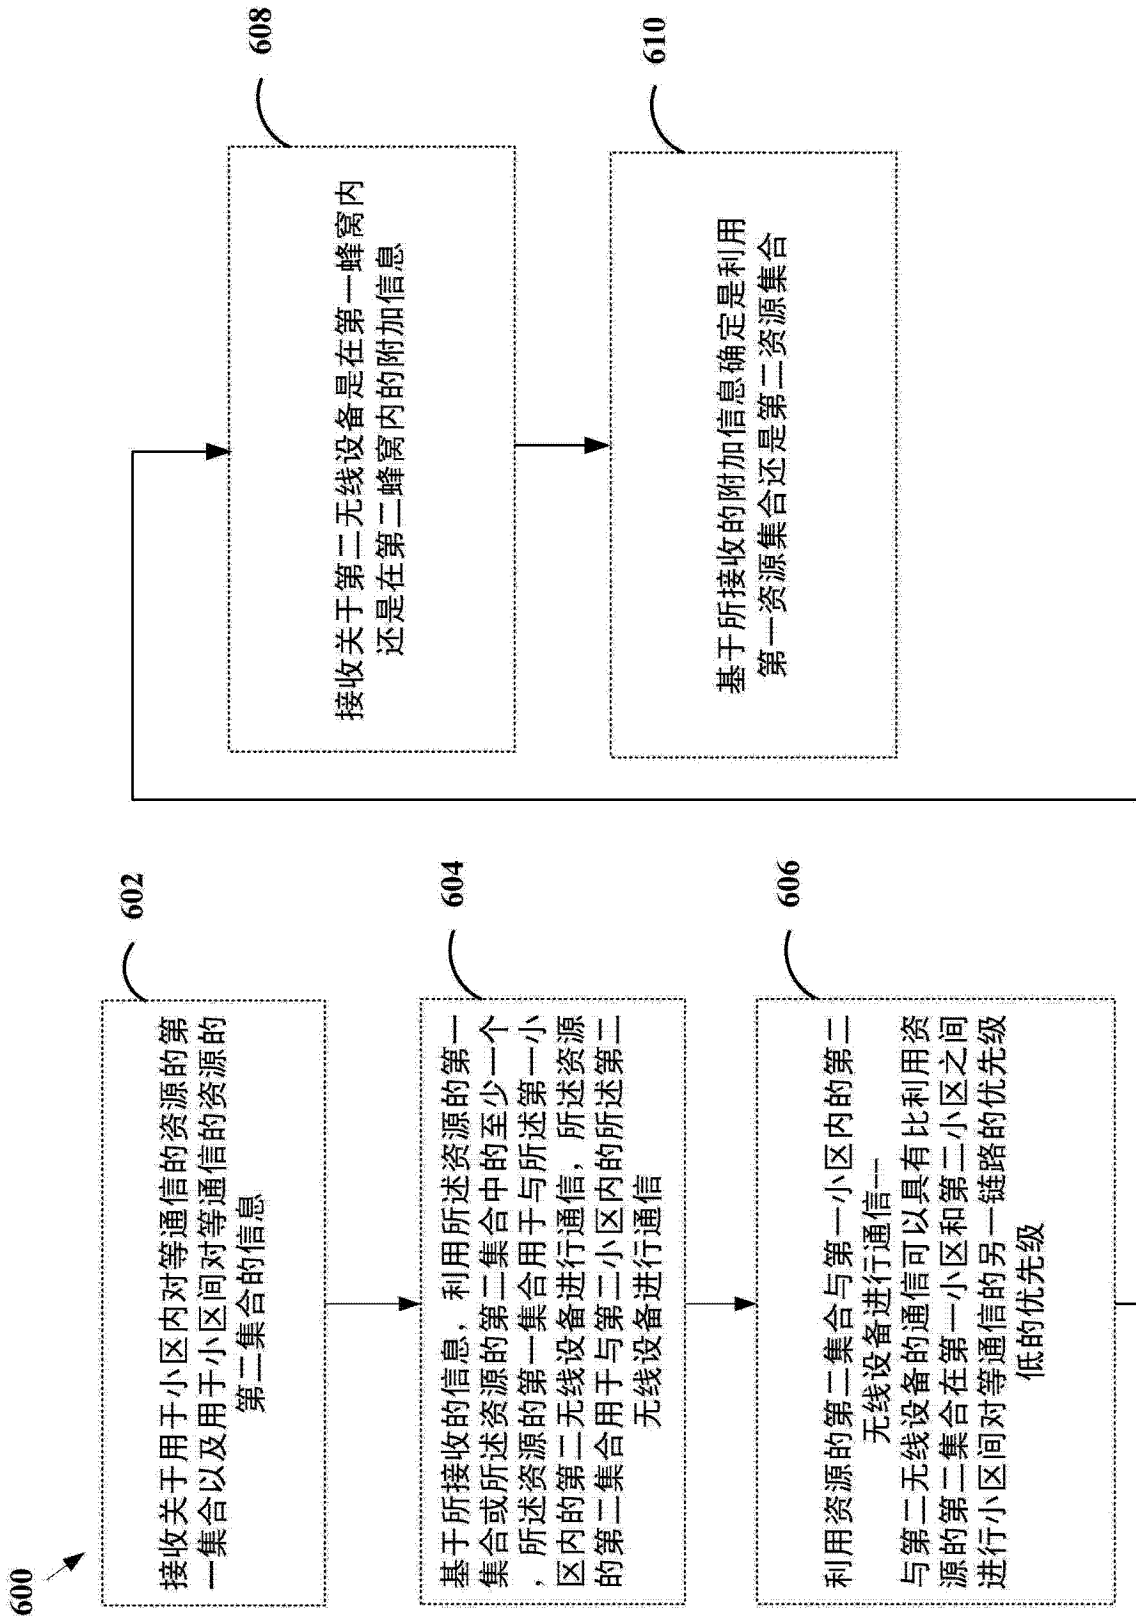 600
602
接收关于用于小区内对等通信的资源的第
一集合以及用于小区间对等通信的资源的
第二集合的信息
604
基于所接收的信息，利用所述资源的第一
集合或所述资源的第二集合中的至少一个
，所述资源的第一集合用于与所述第一小
区内的第二无线设备进行通信，所述资源
的第二集合用于与第二小区内的所述第二
无线设备进行通信
606
利用资源的第二集合与第一小区内的第二
无线设备进行通信--
与第二无线设备的通信可以具有比利用资
源的第二集合在第一小区和第二小区之间
进行小区间对等通信的另一链路的优先级
低的优先级
608
接收关于第二无线设备是在第一蜂窝内
还是在第二蜂窝内的附加信息
610
基于所接收的附加信息确定是利用
第一资源集合还是第二资源集合